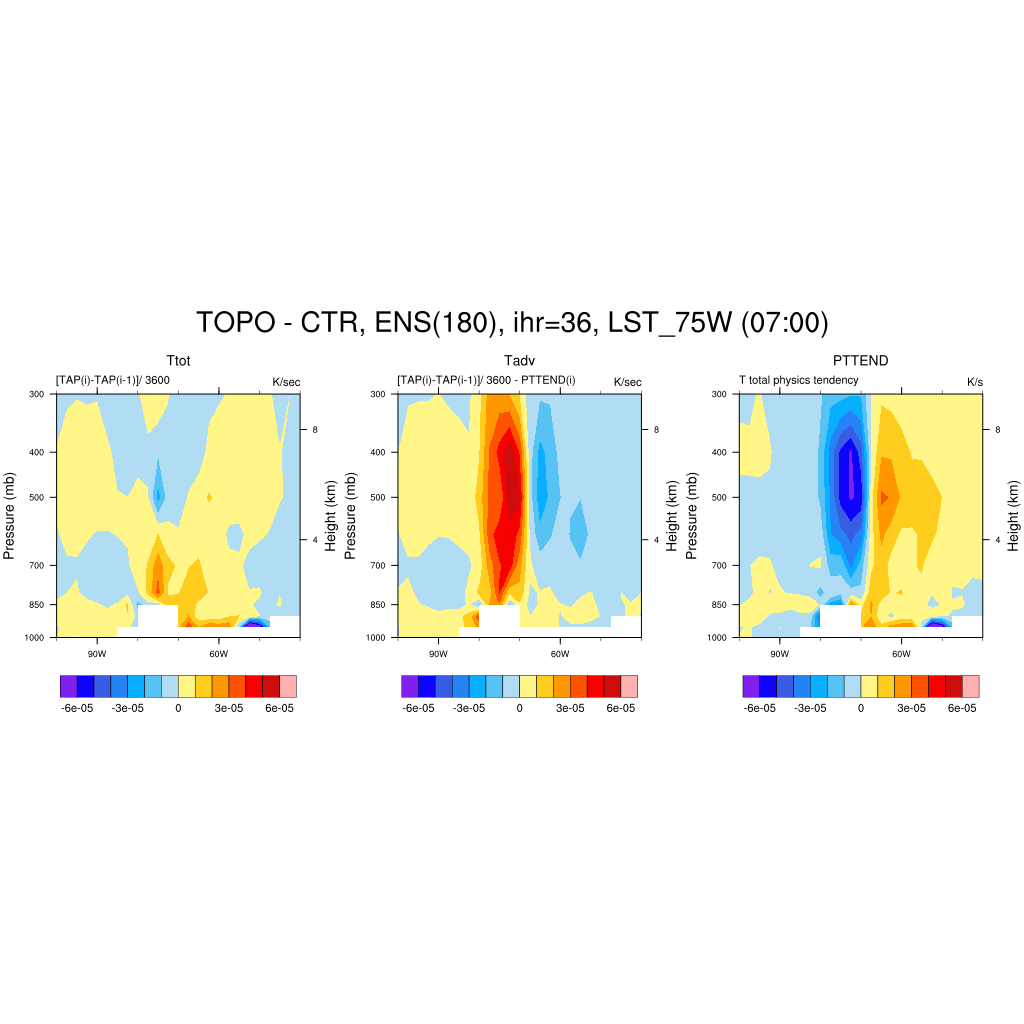 TOPO - CTR, ENS(180), ihr=36, LST_75W (07:00)
Ttot
[TAP(i)-TAP(i-1)]/ 3600 K/sec
300
400
500
700
850
1000
Pressure (mb)
8
4
Height (km)
90W 60W
-6e-05 -3e-05 0 3e-05 6e-05
Tadv
[TAP(i)-TAP(i-1)]/ 3600 - PTTEND(i) K/sec
300
400
500
700
850
1000
Pressure (mb)
8
4
Height (km)
90W 60W
-6e-05 -3e-05 0 3e-05 6e-05
PTTEND
T total physics tendency K/s
300
400
500
700
850
1000
Pressure (mb)
8
4
Height (km)
90W 60W
-6e-05 -3e-05 0 3e-05 6e-05